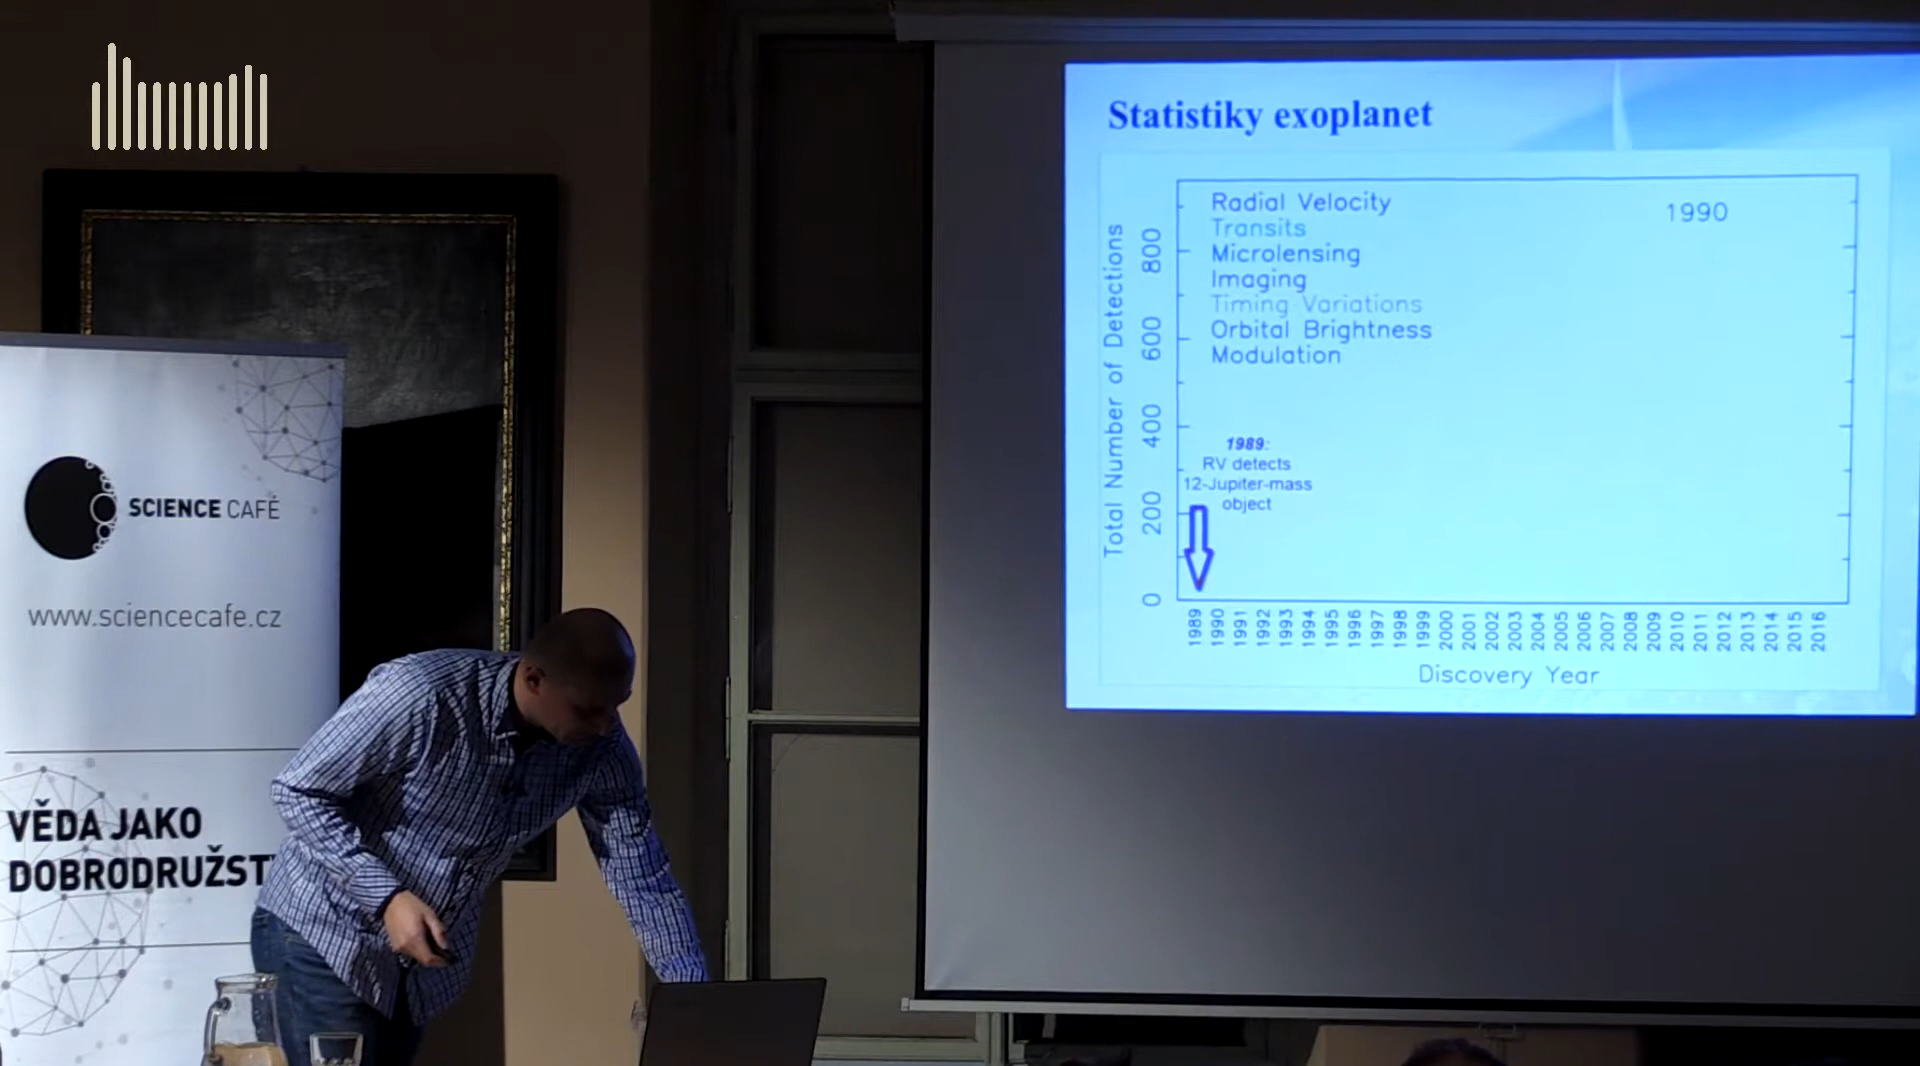 SCIENCE CAFÉ
www.sciencecafe.cz
VĚDA JAKO
DOBRODRUŽST
Statistiky exoplanet
Radial Velocity
Transits
Microlensing
Imaging
Timing Variations
Orbital Brightness
Modulation
1990
Total Number of Detections
800
600
400
200
0
1989:
RV detects
12-Jupiter-mass
object
1989 1990 1991 1992 1993 1994 1995 1996 1997 1998 1999 2000 2001 2002 2003 2004 2005 2006 2007 2008 2009 2010 2011 2012 2013 2014 2015 2016
Discovery Year